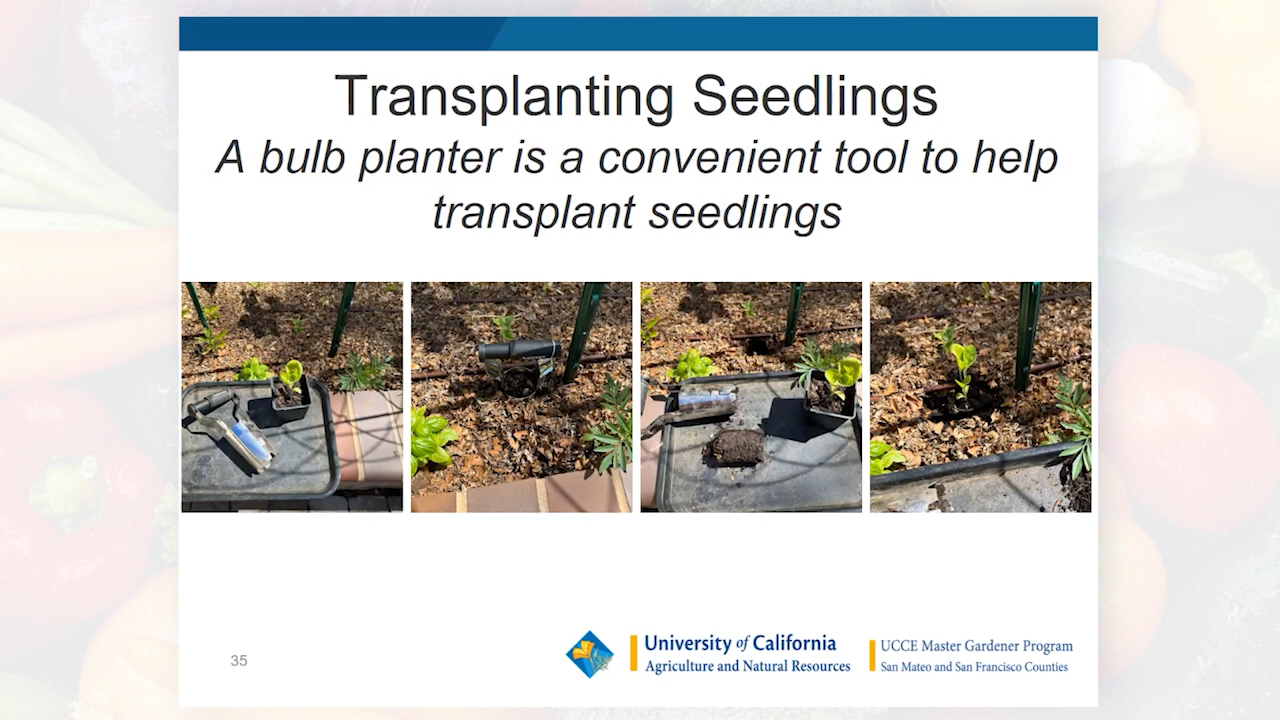 Transplanting Seedlings
A bulb planter is a convenient tool to help
transplant seedlings
35
University of California
Agriculture and Natural Resources
UCCE Master Gardener Program
San Mateo and San Francisco Counties